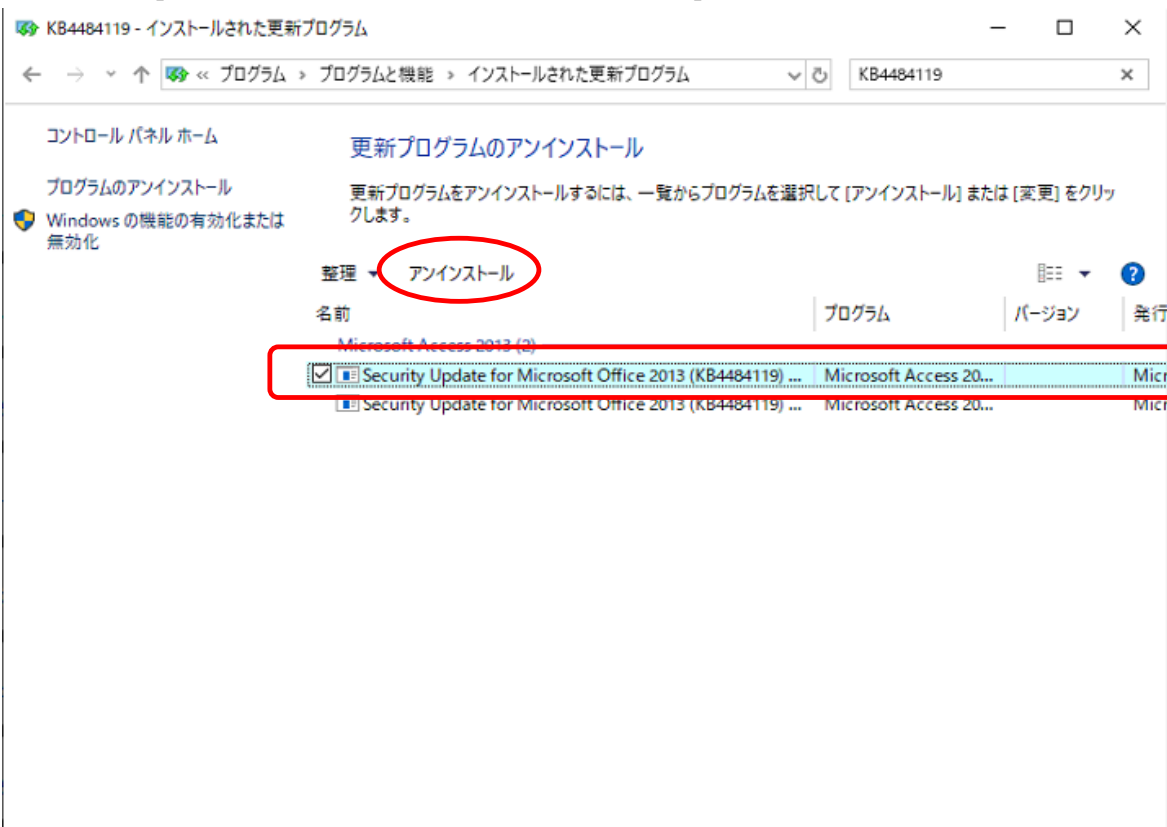 KB4484119 - インストールされた更新プログラム
« プログラム › プログラムと機能 › インストールされた更新プログラム
KB4484119
コントロール パネル ホーム
プログラムのアンインストール
Windows の機能の有効化または
無効化
更新プログラムのアンインストール
更新プログラムをアンインストールするには、一覧からプログラムを選択して [アンインストール] または [変更] をクリッ
クします。
整理 アンインストール
名前 プログラム バージョン 発行
Microsoft Access 2013 (2)
Security Update for Microsoft Office 2013 (KB4484119) ... Microsoft Access 20... Micr
Security Update for Microsoft Office 2013 (KB4484119) ... Microsoft Access 20... Micr